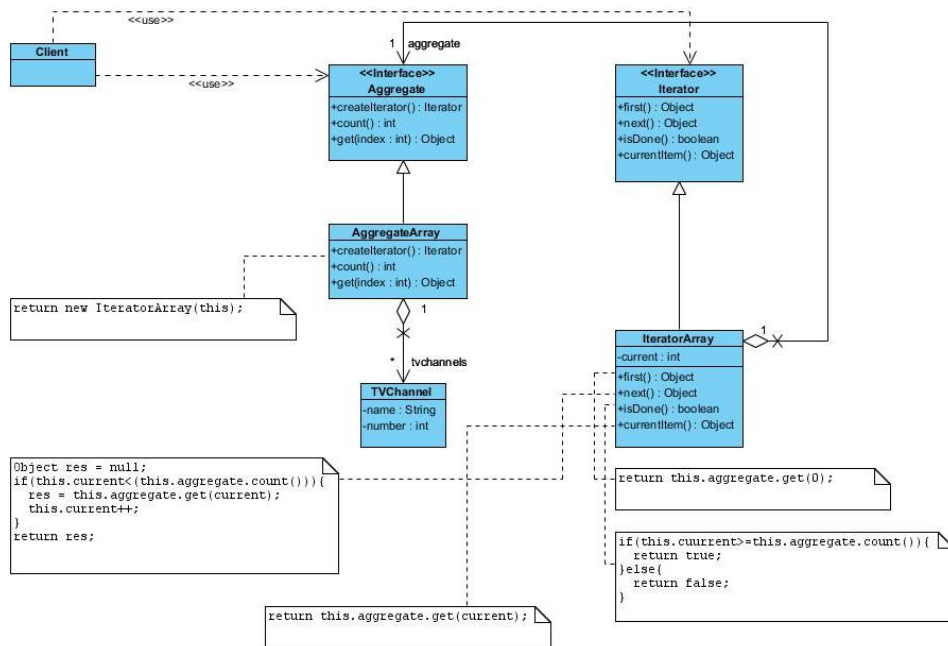 <<use>>
Client
<<use>>
1 aggregate
<<Interface>>
Aggregate
+createIterator() : Iterator
+count() : int
+get(index : int) : Object
<<Interface>>
Iterator
+first() : Object
+next() : Object
+isDone() : boolean
+currentItem() : Object
AggregateArray
+createIterator() : Iterator
+count() : int
+get(index : int) : Object
return new IteratorArray(this);
1
* tvchannels
TVChannel
-name : String
-number : int
1
IteratorArray
-current : int
+first() : Object
+next() : Object
+isDone() : boolean
+currentItem() : Object
Object res = null;
if(this.current<(this.aggregate.count())){
res = this.aggregate.get(current);
this.current++;
}
return res;
return this.aggregate.get(0);
if(this.cuurrent>=this.aggregate.count()){
return true;
}else{
return false;
}
return this.aggregate.get(current);